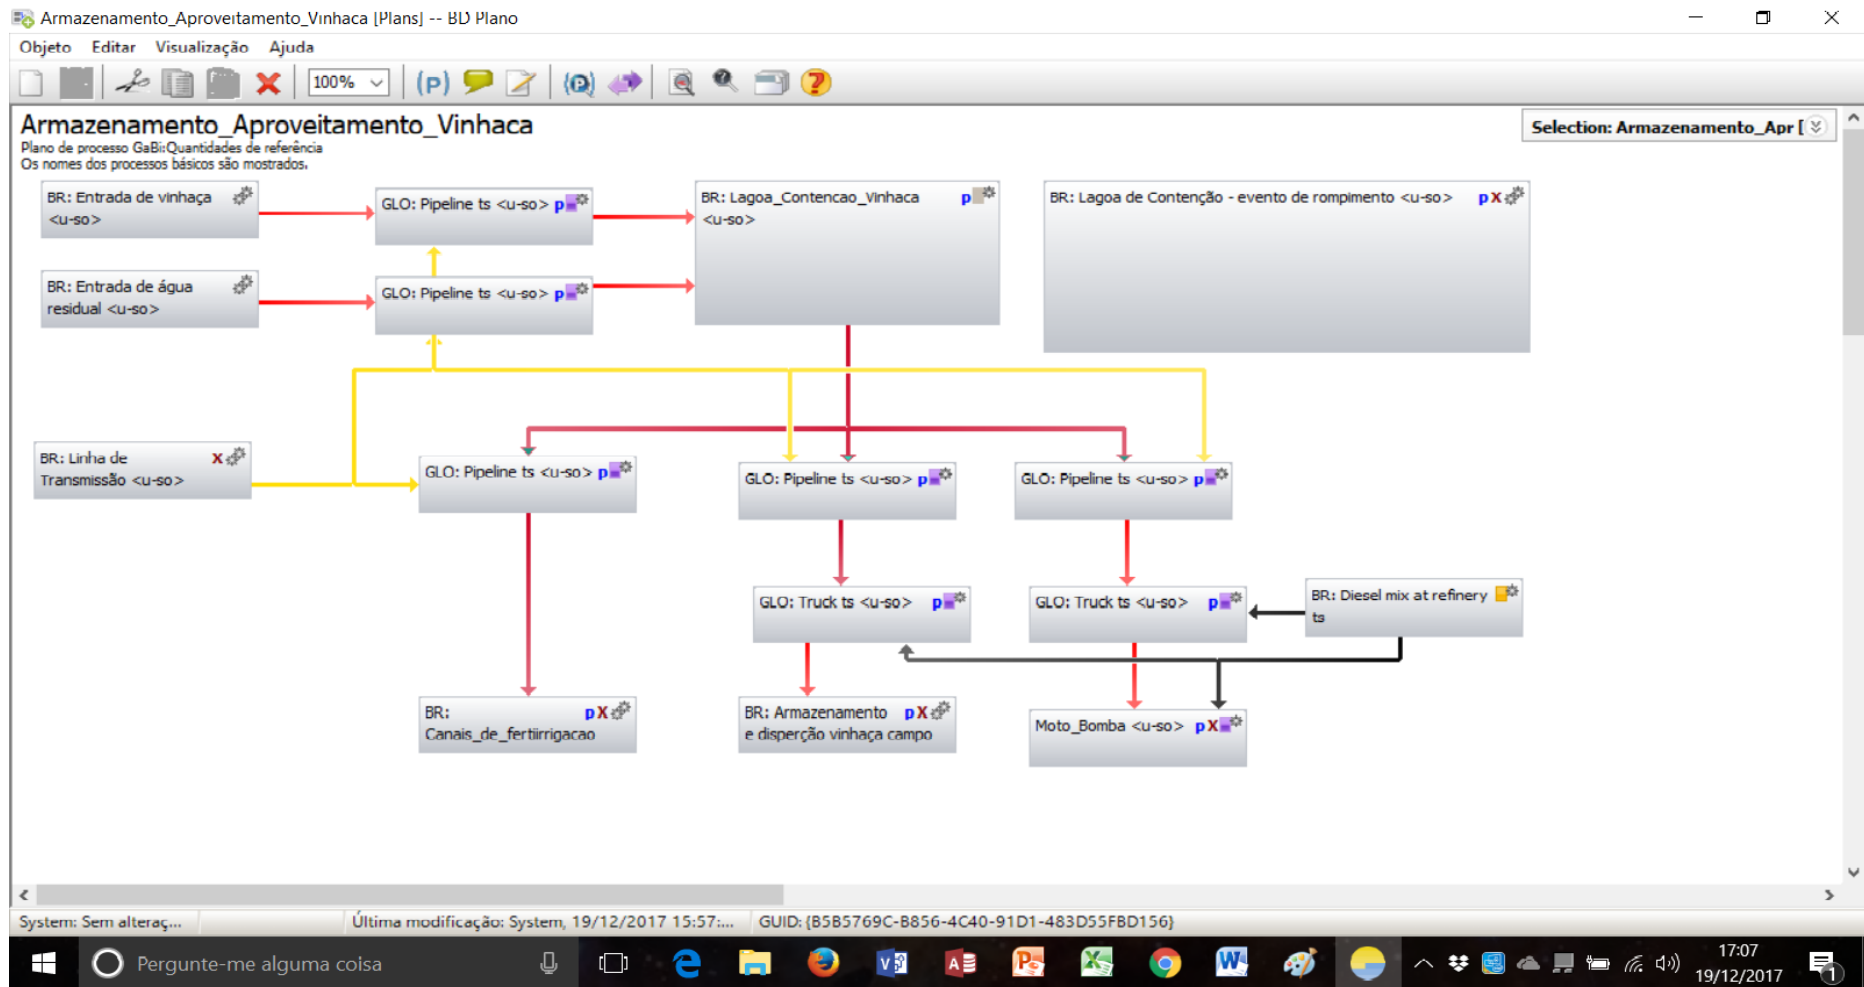 Armazenamento_Aproveitamento_Vinhaca [Plans] -- BD Plano
Objeto Editar Visualização Ajuda
100% (P)
Armazenamento_Aproveitamento_Vinhaca
Plano de processo GaBi:Quantidades de referência
Os nomes dos processos básicos são mostrados.
Selection: Armazenamento_Apr [
BR: Entrada de vinhaça
<u-so>
GLO: Pipeline ts <u-so> p
BR: Lagoa_Contencao_Vinhaca p
<u-so>
BR: Lagoa de Contenção - evento de rompimento <u-so> p X
BR: Entrada de água
residual <u-so>
GLO: Pipeline ts <u-so> p
BR: Linha de X
Transmissão <u-so>
GLO: Pipeline ts <u-so> p
GLO: Pipeline ts <u-so> p
GLO: Pipeline ts <u-so> p
GLO: Truck ts <u-so> p
GLO: Truck ts <u-so> p
BR: Diesel mix at refinery
ts
BR: p X
Canais_de_fertiirrigacao
BR: Armazenamento p X
e disperção vinhaça campo
Moto_Bomba <u-so> p X
System: Sem alteraç... Última modificação: System, 19/12/2017 15:57:... GUID: {B5B5769C-B856-4C40-91D1-483D55FBD156}
Pergunte-me alguma coisa
17:07
19/12/2017
1